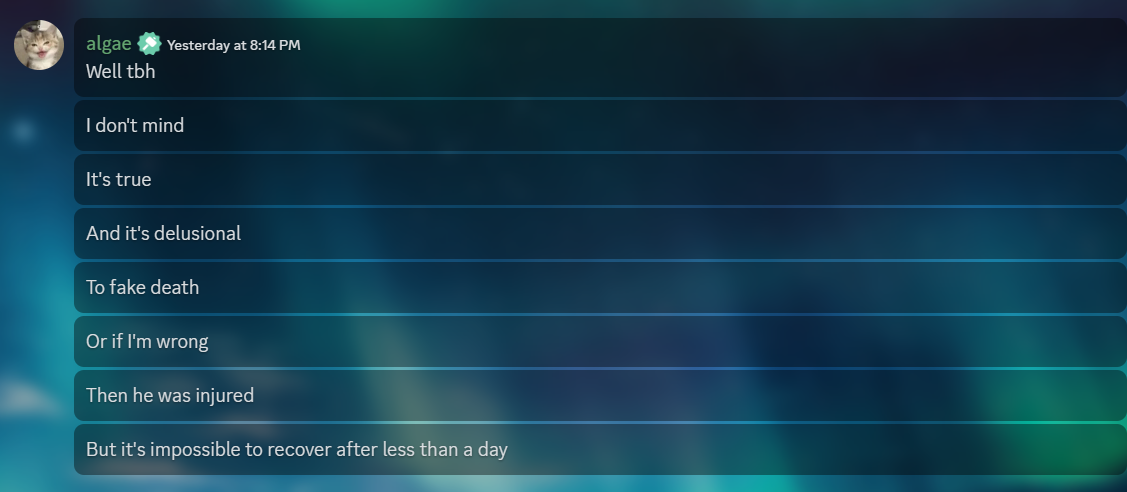 algae Yesterday at 8:14 PM
Well tbh
I don't mind
It's true
And it's delusional
To fake death
Or if I'm wrong
Then he was injured
But it's impossible to recover after less than a day